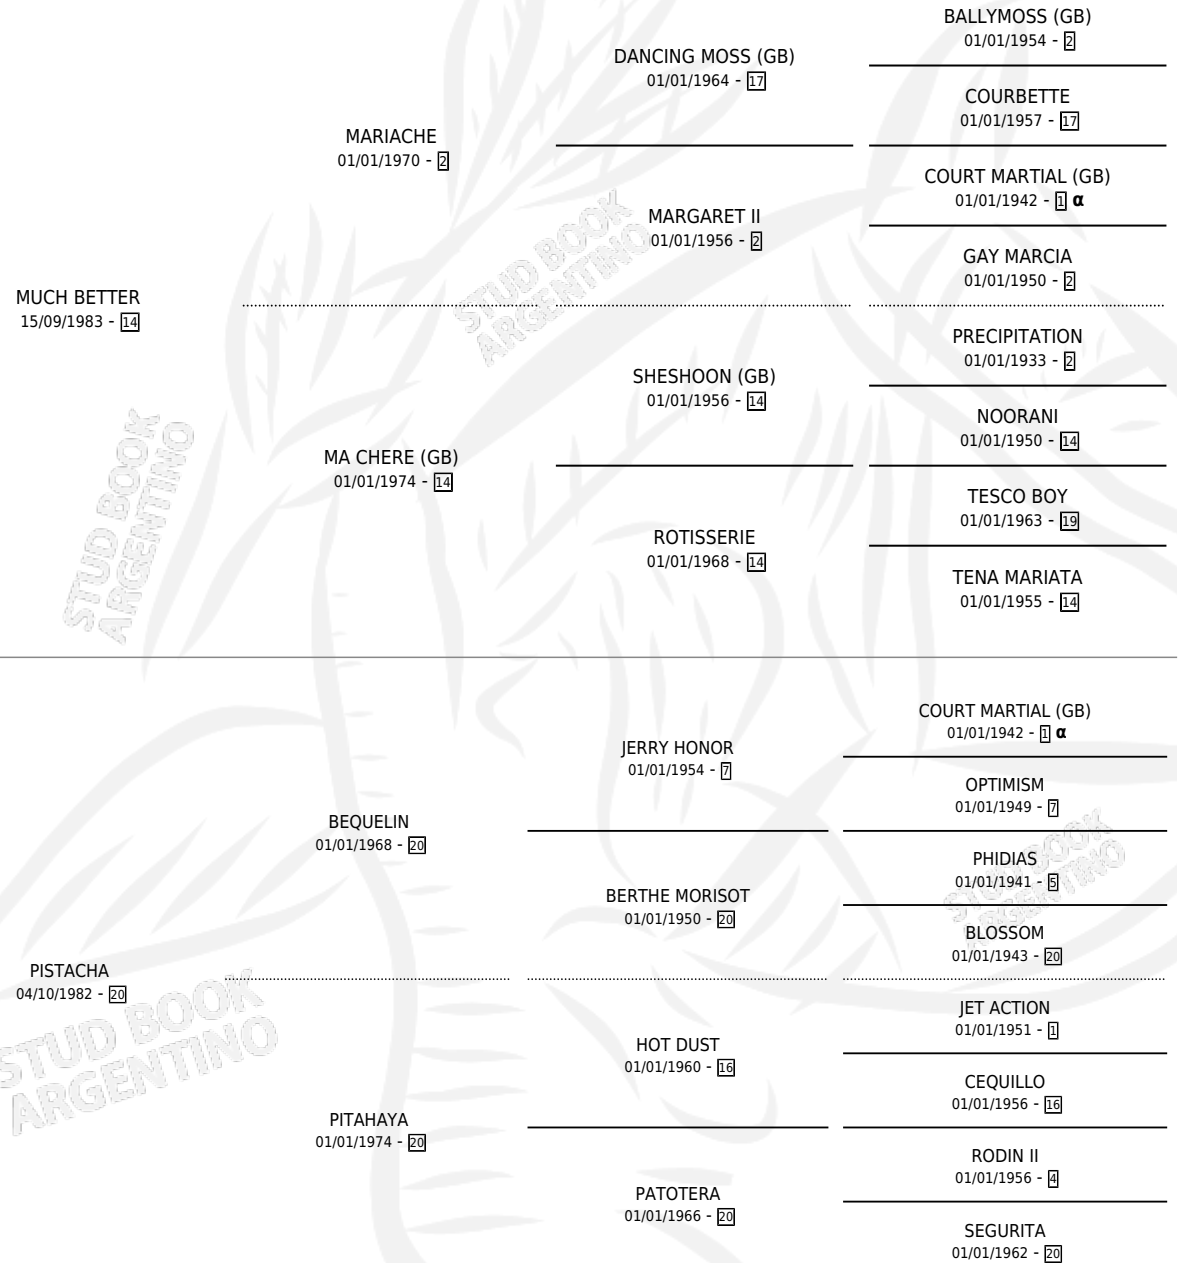 BALLYMOSS (GB)
01/01/1954 - 2
DANCING MOSS (GB)
01/01/1964 - 17
COURBETTE
01/01/1957 - 17
MARIACHE
01/01/1970 - 2
COURT MARTIAL (GB)
01/01/1942 - 1 α
MARGARET II
01/01/1956 - 2
GAY MARCIA
01/01/1950 - 2
MUCH BETTER
15/09/1983 - 14
PRECIPITATION
01/01/1933 - 2
SHESHOON (GB)
01/01/1956 - 14
NOORANI
01/01/1950 - 14
MA CHERE (GB)
01/01/1974 - 14
TESCO BOY
01/01/1963 - 19
ROTISSERIE
01/01/1968 - 14
TENA MARIATA
01/01/1955 - 14
COURT MARTIAL (GB)
01/01/1942 - 1 α
JERRY HONOR
01/01/1954 - 7
OPTIMISM
01/01/1949 - 7
BEQUELIN
01/01/1968 - 20
PHIDIAS
01/01/1941 - 5
BERTHE MORISOT
01/01/1950 - 20
BLOSSOM
01/01/1943 - 20
PISTACHA
04/10/1982 - 20
JET ACTION
01/01/1951 - 1
HOT DUST
01/01/1960 - 16
CEQUILLO
01/01/1956 - 16
PITAHAYA
01/01/1974 - 20
RODIN II
01/01/1956 - 4
PATOTERA
01/01/1966 - 20
SEGURITA
01/01/1962 - 20
STUD BOOK
ARGENTINO
STUD BOOK
ARGENTINO
STUD BOOK
ARGENTINO
STUD BOOK
ARGENTINO